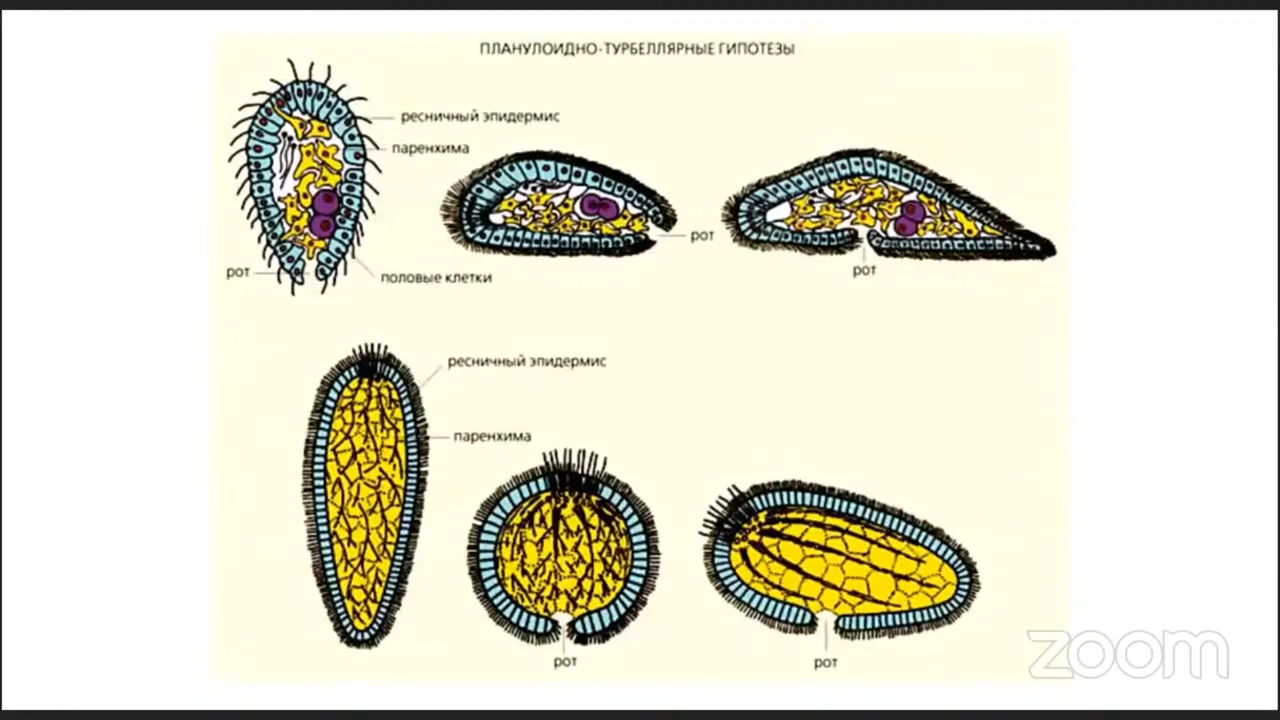 ПЛАНУЛОИДНО-ТУРБЕЛЛЯРНЫЕ ГИПОТЕЗЫ
ресничный эпидермис
паренхима
рот
рот
рот
половые клетки
ресничный эпидермис
паренхима
рот
рот
zoom